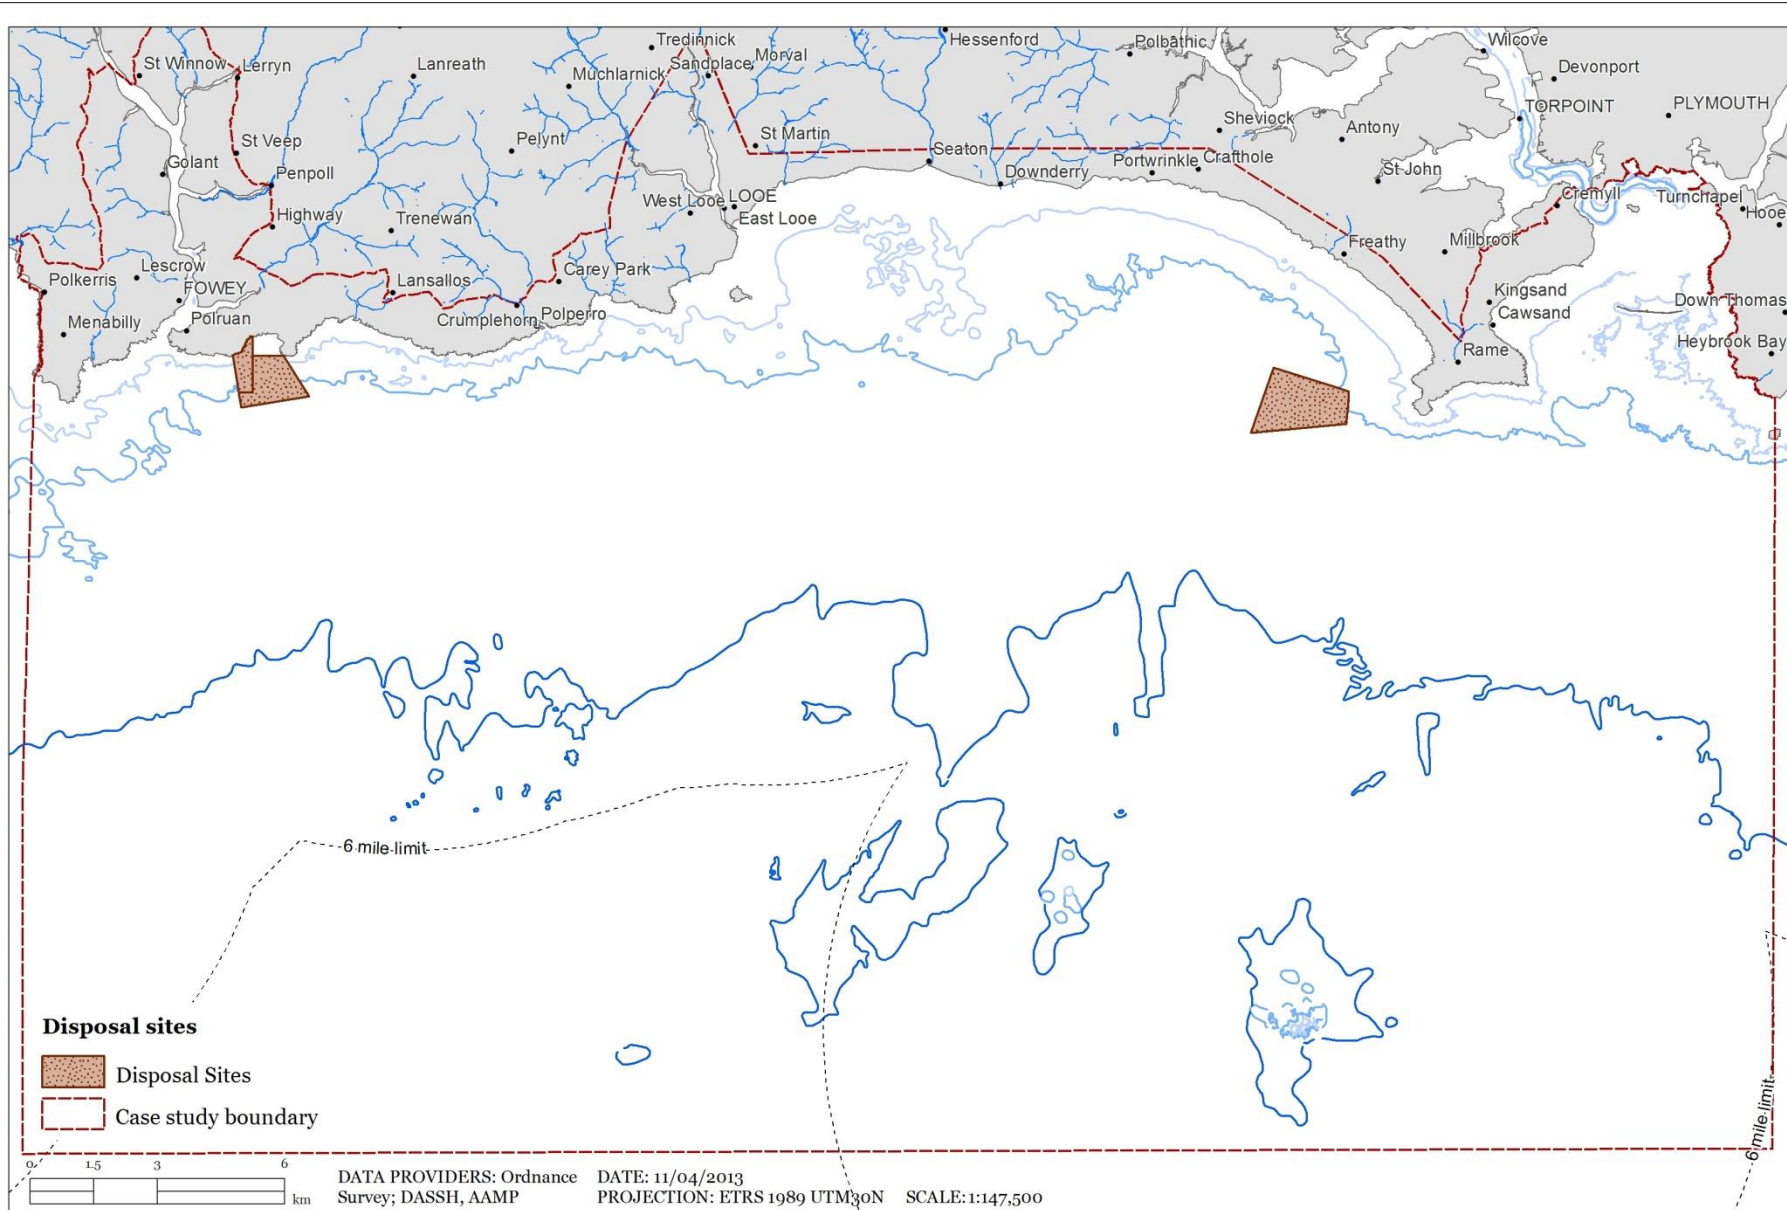 Hessenford
Wilcove
Tredinnick
Polbathic
Morval
Sandplace
St Winnow
Lerryn
Lanreath
Muchlarnick
Devonport
TORPOINT
PLYMOUTH
Sheviock
Antony
St Martin
Pelynt
St Veep
Golant
Seaton
Portwrinkle
Crafthole
St John
Penpoll
Downderry
Cremyll
Turnchapel
Hooe
West Looe
LOOE
East Looe
Highway
Trenewan
Freathy
Millbrook
Lescrow
Carey Park
Polkerris
FOWEY
Lansallos
Kingsand
Down Thomas
Cawsand
Menabilly
Polruan
Crumplehorn
Polperro
Heybrook Bay
Rame
6 mile limit
6 mile limit
Disposal sites
Disposal Sites
Case study boundary
0 1.5 3 6
km
DATA PROVIDERS: Ordnance
Survey; DASSH, AAMP
DATE: 11/04/2013
PROJECTION: ETRS 1989 UTM30N
SCALE: 1:147,500